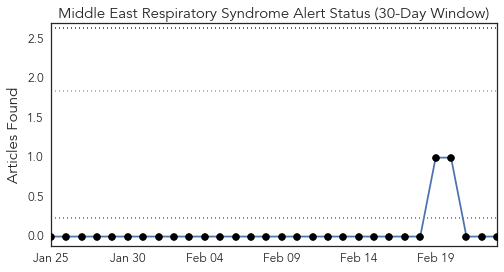 Middle East Respiratory Syndrome Alert Status (30-Day Window)
Articles Found
2.5
2.0
1.5
1.0
0.5
0.0
Jan 25 Jan 30 Feb 04 Feb 09 Feb 14 Feb 19